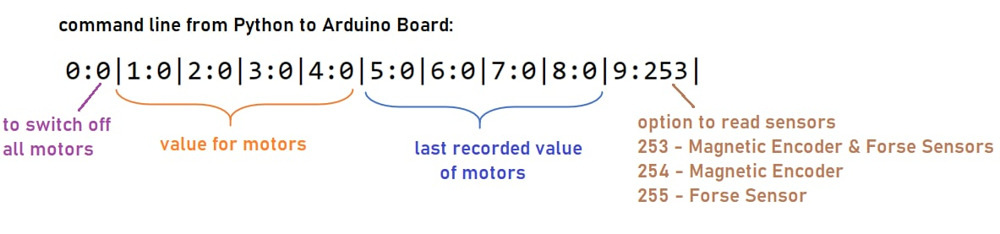 command line from Python to Arduino Board:
0:0|1:0|2:0|3:0|4:0|5:0|6:0|7:0|8:0|9:253|
to switch off
all motors
value for motors
last recorded value
of motors
option to read sensors
253 - Magnetic Encoder & Forse Sensors
254 - Magnetic Encoder
255 - Forse Sensor